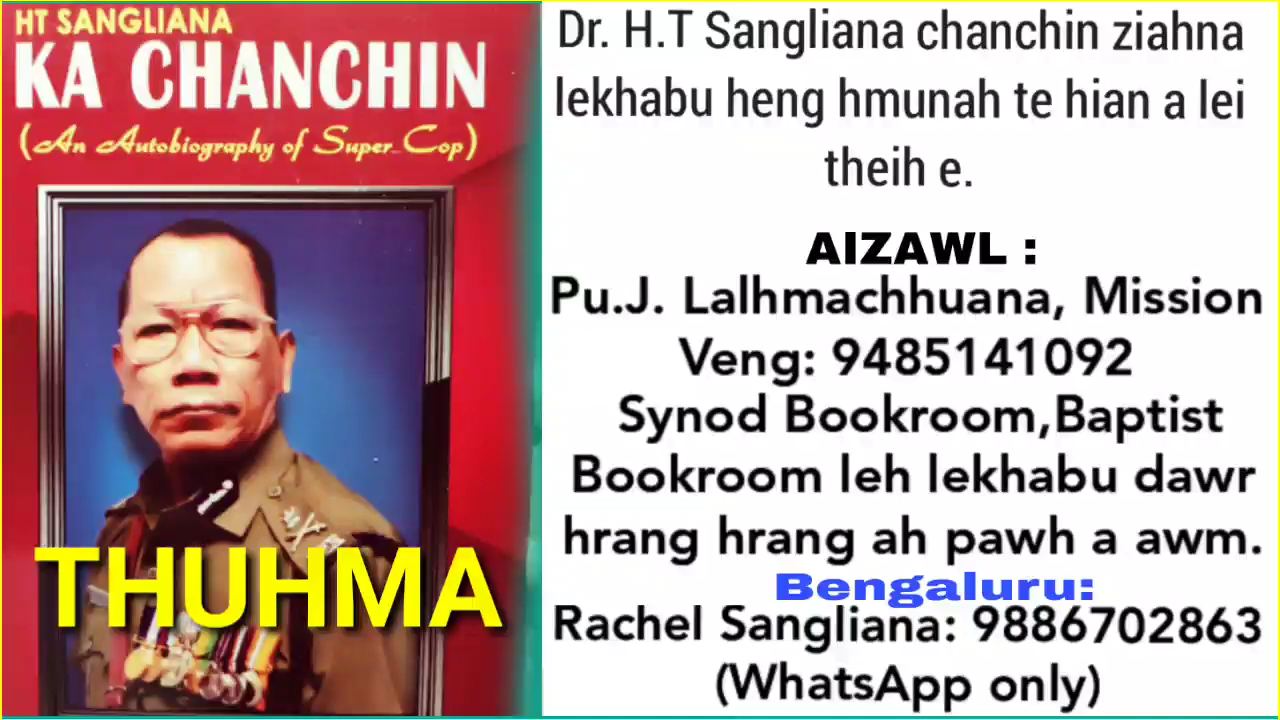 HT SANGLIANA
KA CHANCHIN
(An Autobiography of Super Cop)
THUHMA
Dr. H.T Sangliana chanchin ziahna
lekhabu heng hmunah te hian a lei
theih e.
AIZAWL :
Pu.J. Lalhmachhuana, Mission
Veng: 9485141092
Synod Bookroom,Baptist
Bookroom leh lekhabu dawr
hrang hrang ah pawh a awm.
Bengaluru:
Rachel Sangliana: 9886702863
(WhatsApp only)